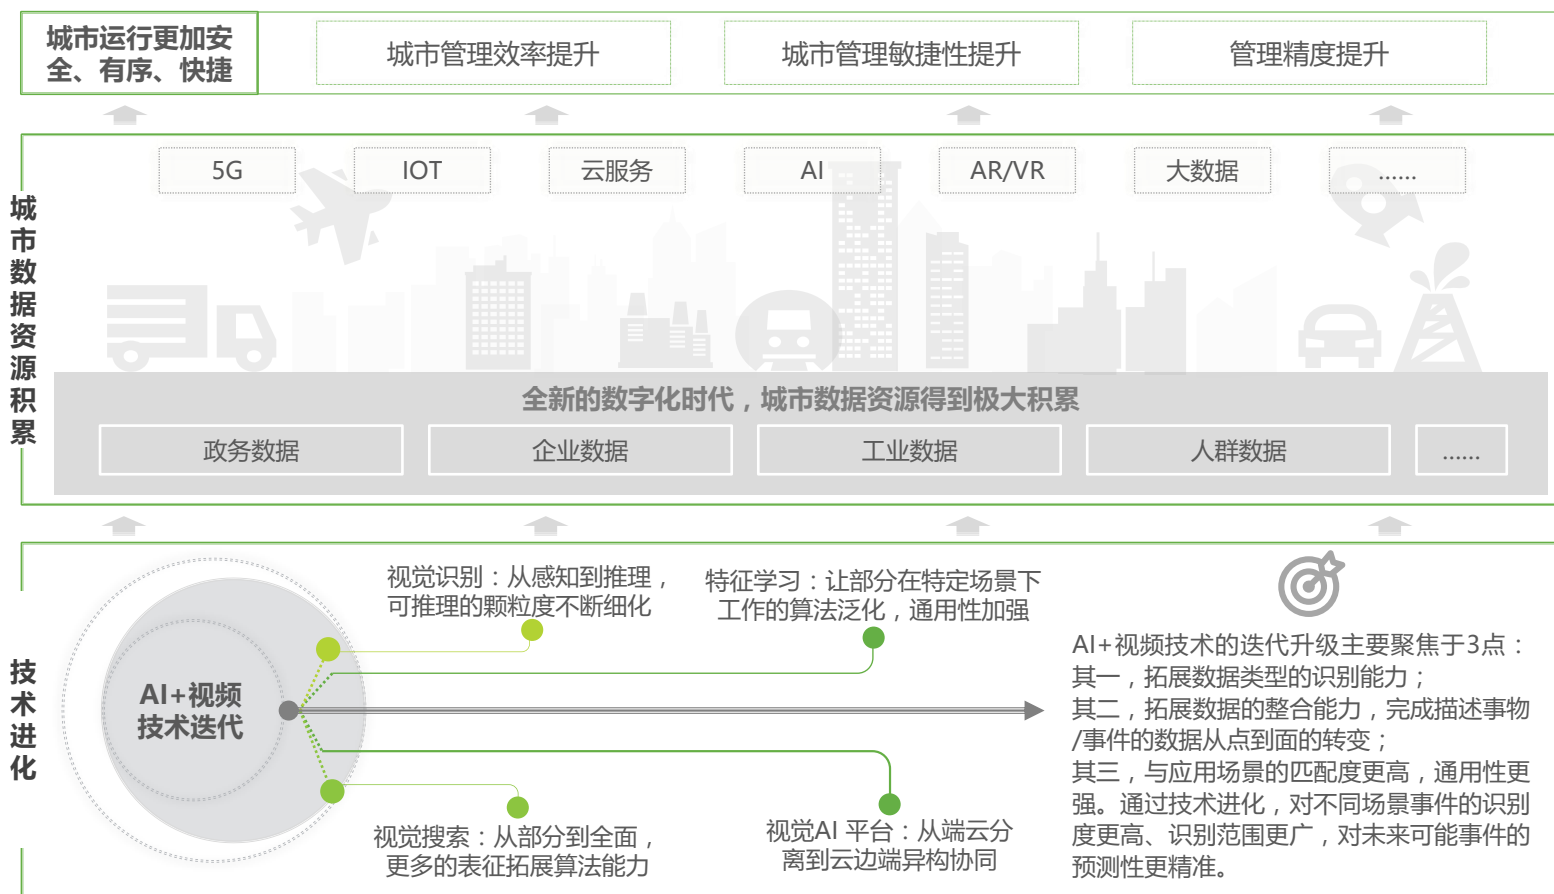 城市运行更加安
全、有序、快捷
城市管理效率提升
城市管理敏捷性提升
管理精度提升
城市数据资源积累
5G
IOT
云服务
AI
AR/VR
大数据
......
全新的数字化时代，城市数据资源得到极大积累
政务数据
企业数据
工业数据
人群数据
......
技术进化
AI+视频
技术迭代
视觉识别：从感知到推理，
可推理的颗粒度不断细化
特征学习：让部分在特定场景下
工作的算法泛化，通用性加强
视觉搜索：从部分到全面，
更多的表征拓展算法能力
视觉AI 平台：从端云分
离到云边端异构协同
AI+视频技术的迭代升级主要聚焦于3点：
其一，拓展数据类型的识别能力；
其二，拓展数据的整合能力，完成描述事物
/事件的数据从点到面的转变；
其三，与应用场景的匹配度更高，通用性更
强。通过技术进化，对不同场景事件的识别
度更高、识别范围更广，对未来可能事件的
预测性更精准。